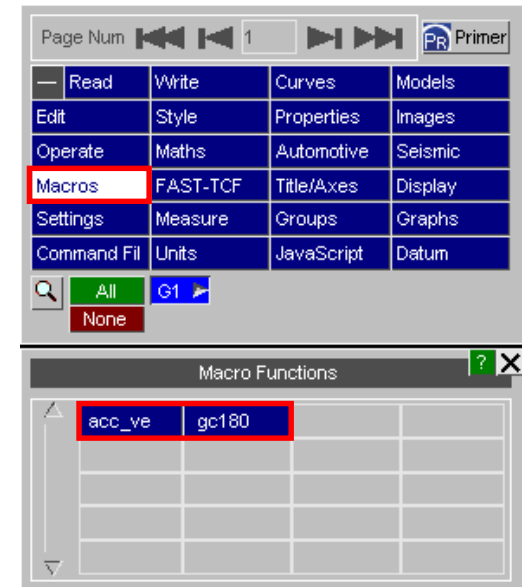 Page Num 1 PR Primer
Read Write Curves Models
Edit Style Properties Images
Operate Maths Automotive Seismic
Macros FAST-TCF Title/Axes Display
Settings Measure Groups Graphs
Command Fil Units JavaScript Datum
All G1
None
Macro Functions ? X
acc_ve gc180